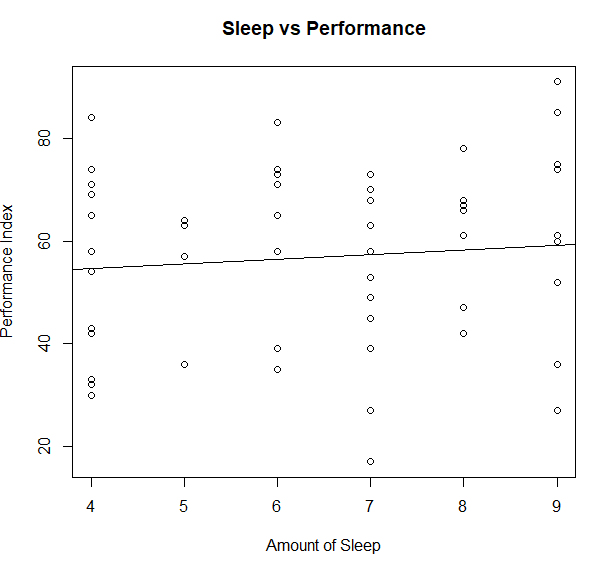 Sleep vs Performance
Performance Index
80
60
40
20
4 5 6 7 8 9
Amount of Sleep